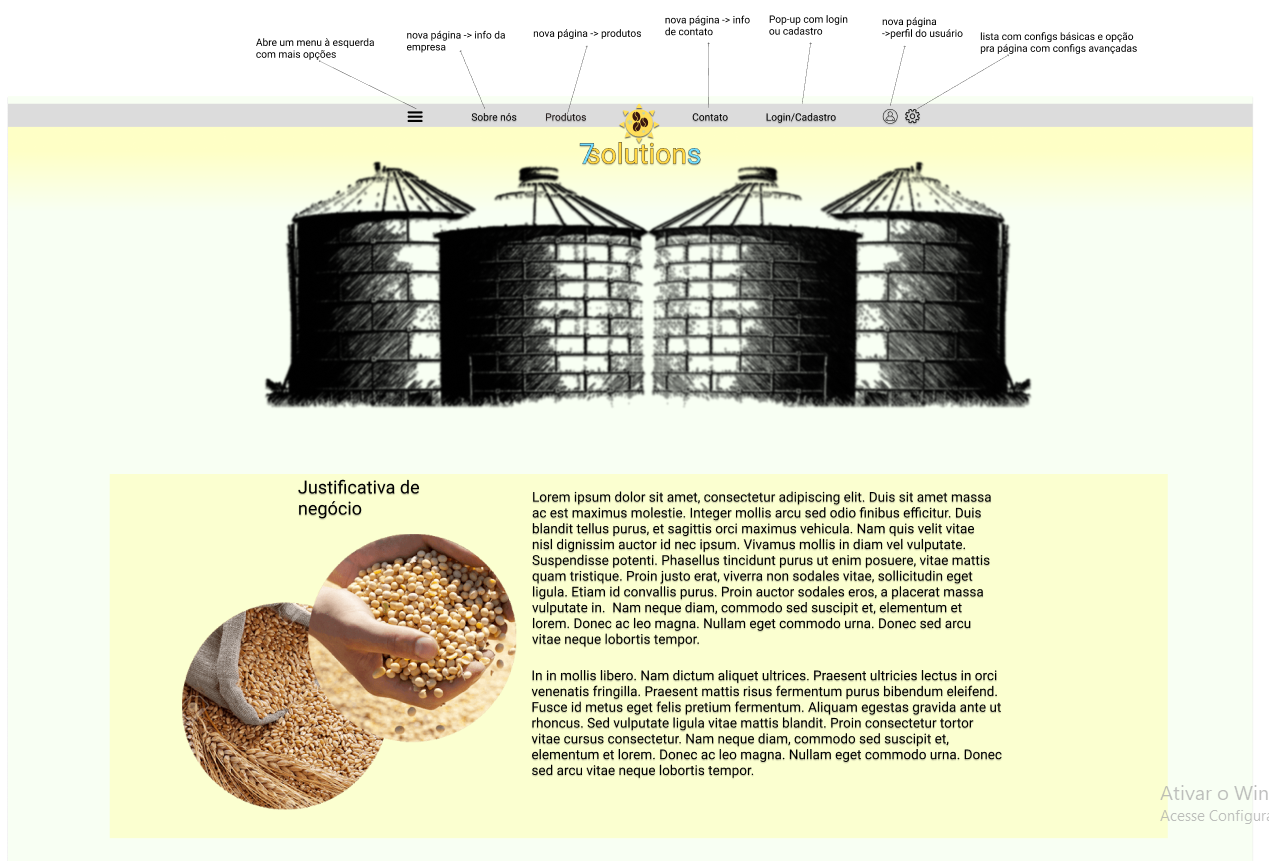 Abre um menu à esquerda
com mais opções
nova página -> info da
empresa
nova página -> produtos
nova página -> info
de contato
Pop-up com login
ou cadastro
nova página
->perfil do usuário
lista com configs básicas e opção
pra página com configs avançadas
Sobre nós
Produtos
Contato
Login/Cadastro
7solutions
Justificativa de
negócio
Lorem ipsum dolor sit amet, consectetur adipiscing elit. Duis sit amet massa
ac est maximus molestie. Integer mollis arcu sed odio finibus efficitur. Duis
blandit tellus purus, et sagittis orci maximus vehicula. Nam quis velit vitae
nisl dignissim auctor id nec ipsum. Vivamus mollis in diam vel vulputate.
Suspendisse potenti. Phasellus tincidunt purus ut enim posuere, vitae mattis
quam tristique. Proin justo erat, viverra non sodales vitae, sollicitudin eget
ligula. Etiam id convallis purus. Proin auctor sodales eros, a placerat massa
vulputate in.  Nam neque diam, commodo sed suscipit et, elementum et
lorem. Donec ac leo magna. Nullam eget commodo urna. Donec sed arcu
vitae neque lobortis tempor.
In in mollis libero. Nam dictum aliquet ultrices. Praesent ultricies lectus in orci
venenatis fringilla. Praesent mattis risus fermentum purus bibendum eleifend.
Fusce id metus eget felis pretium fermentum. Aliquam egestas gravida ante ut
rhoncus. Sed vulputate ligula vitae mattis blandit. Proin consectetur tortor
vitae cursus consectetur. Nam neque diam, commodo sed suscipit et,
elementum et lorem. Donec ac leo magna. Nullam eget commodo urna. Donec
sed arcu vitae neque lobortis tempor.
Ativar o Win
Acesse Configura